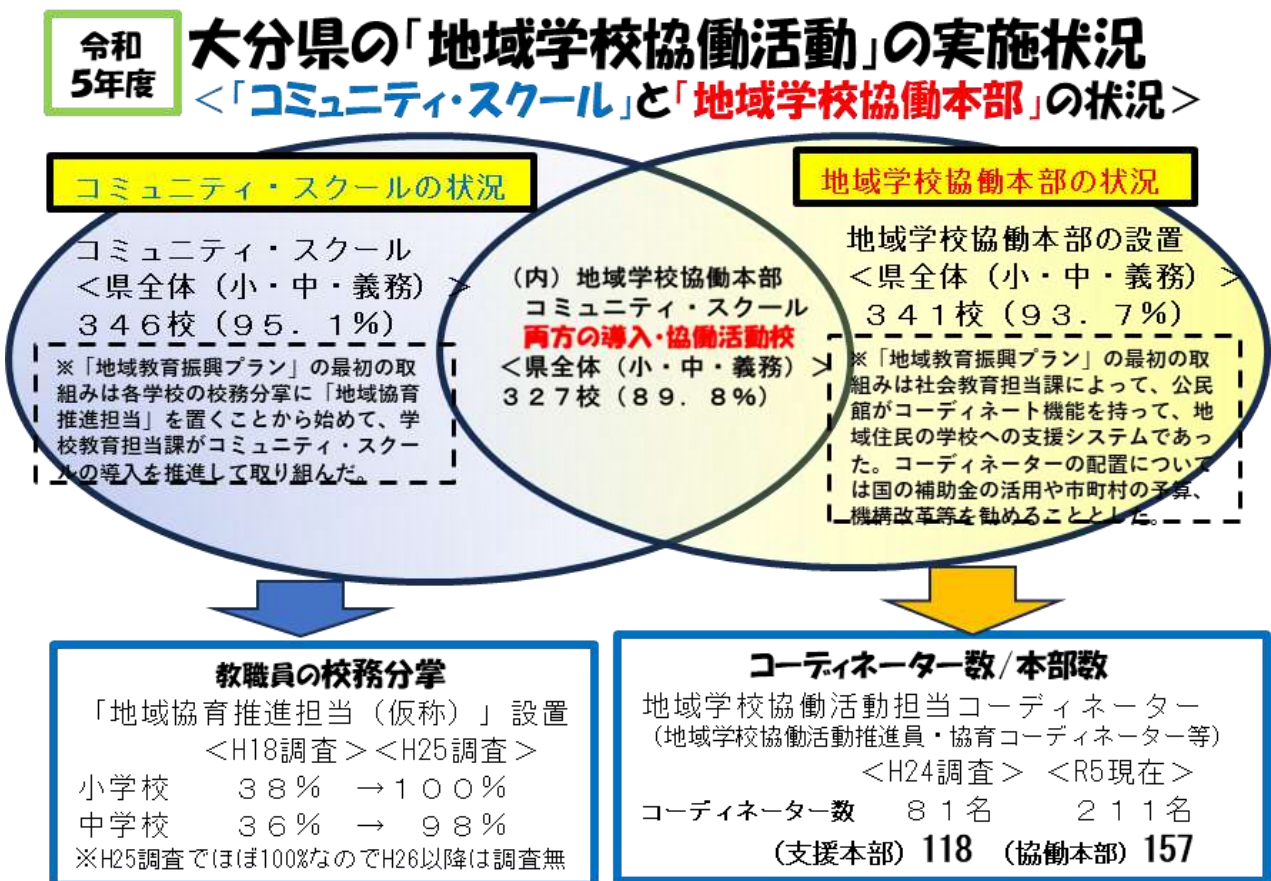 令和
5年度
大分県の「地域学校協働活動」の実施状況
<「コミュニティ・スクール」と「地域学校協働本部」の状況>
コミュニティ・スクールの状況
コミュニティ・スクール
<県全体(小・中・義務)>
346校(95.1%)
※「地域教育振興プラン」の最初の取
組みは各学校の校務分掌に「地域協育
推進担当」を置くことから始めて、学
校教育担当課がコミュニティ・スクー
ルの導入を推進して取り組んだ。
(内)地域学校協働本部
コミュニティ・スクール
両方の導入・協働活動校
<県全体(小・中・義務)>
327校(89.8%)
地域学校協働本部の状況
地域学校協働本部の設置
<県全体(小・中・義務)>
341校(93.7%)
※「地域教育振興プラン」の最初の取
組みは社会教育担当課によって、公民
館がコーディネート機能を持って、地
域住民の学校への支援システムであっ
た。コーディネーターの配置について
は国の補助金の活用や市町村の予算、
機構改革等を勧めることとした。
教職員の校務分掌
「地域協育推進担当(仮称)」設置
<H18調査><H25調査>
小学校 38% →100%
中学校 36% → 98%
※H25調査でほぼ100%なのでH26以降は調査無
コーディネーター数/本部数
地域学校協働活動担当コーディネーター
(地域学校協働活動推進員・協育コーディネーター等)
<H24調査> <R5現在>
コーディネーター数 81名 211名
(支援本部) 118 (協働本部) 157